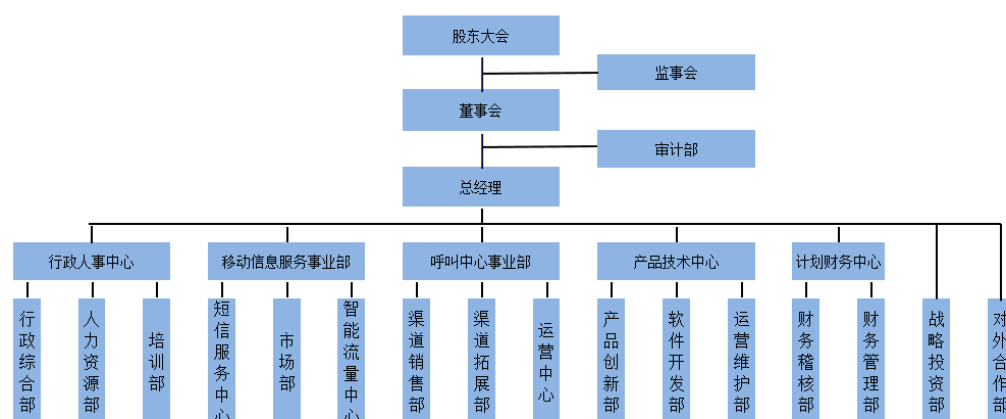 股东大会
监事会
董事会
审计部
总经理
行政人事中心
移动信息服务事业部
呼叫中心事业部
产品技术中心
计划财务中心
行政综合部
人力资源部
培训部
短信服务中心
市场部
智能流量中心
渠道销售部
渠道拓展部
运营中心
产品创新部
软件开发部
运营维护部
财务稽核部
财务管理部
战略投资部
对外合作部